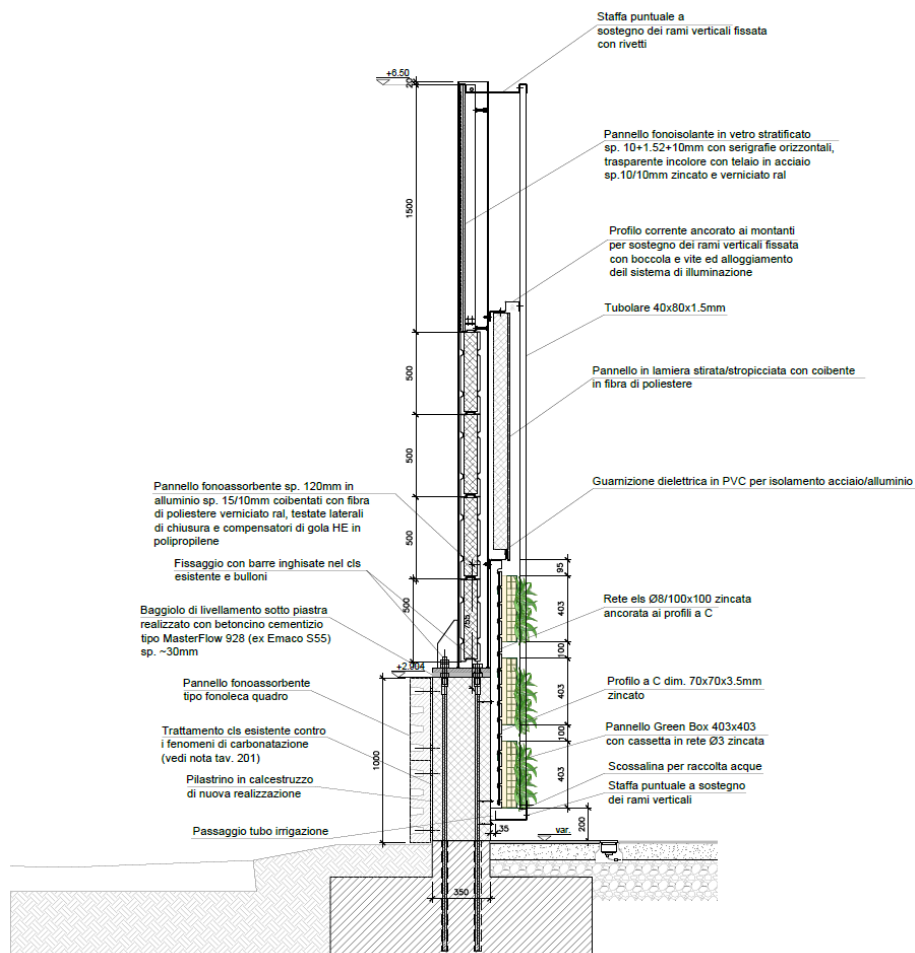 Staffa puntuale a
sostegno dei rami verticali fissata
con rivetti
+6.50
20
Pannello fonoisolante in vetro stratificato
sp. 10+1.52+10mm con serigrafie orizzontali,
trasparente incolore con telaio in acciaio
sp.10/10mm zincato e verniciato ral
1500
Profilo corrente ancorato ai montanti
per sostegno dei rami verticali fissata
con boccola e vite ed alloggiamento
deil sistema di illuminazione
Tubolare 40x80x1.5mm
500
Pannello in lamiera stirata/stropicciata con coibente
in fibra di poliestere
500
Pannello fonoassorbente sp. 120mm in
alluminio sp. 15/10mm coibentati con fibra
di poliestere verniciato ral, testate laterali
di chiusura e compensatori di gola HE in
polipropilene
500
Guarnizione dielettrica in PVC per isolamento acciaio/alluminio
Fissaggio con barre inghisate nel cls
esistente e bulloni
95
500
755
403
Rete els Ø8/100x100 zincata
ancorata ai profili a C
Baggiolo di livellamento sotto piastra
realizzato con betoncino cementizio
tipo MasterFlow 928 (ex Emaco S55)
sp. ~30mm
100
+2.904
Pannello fonoassorbente
tipo fonoleca quadro
403
Profilo a C dim. 70x70x3.5mm
zincato
Trattamento cls esistente contro
i fenomeni di carbonatazione
(vedi nota tav. 201)
100
Pannello Green Box 403x403
con cassetta in rete Ø3 zincata
1000
403
Scossalina per raccolta acque
Pilastrino in calcestruzzo
di nuova realizzazione
Staffa puntuale a sostegno
dei rami verticali
Passaggio tubo irrigazione
35
var.
200
350